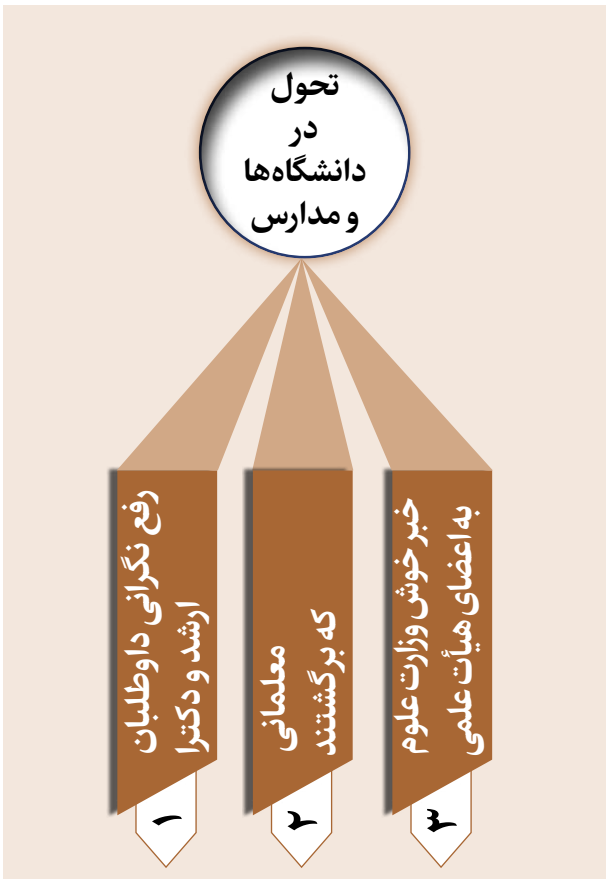 تحول
در
دانشگاه‌ها
و مدارس
رفع نگرانی داوطلبان
ارشد و دکترا
۱
معلمانی
که برگشتند
۲
خبر خوش وزارت علوم
به اعضای هیأت علمی
۳